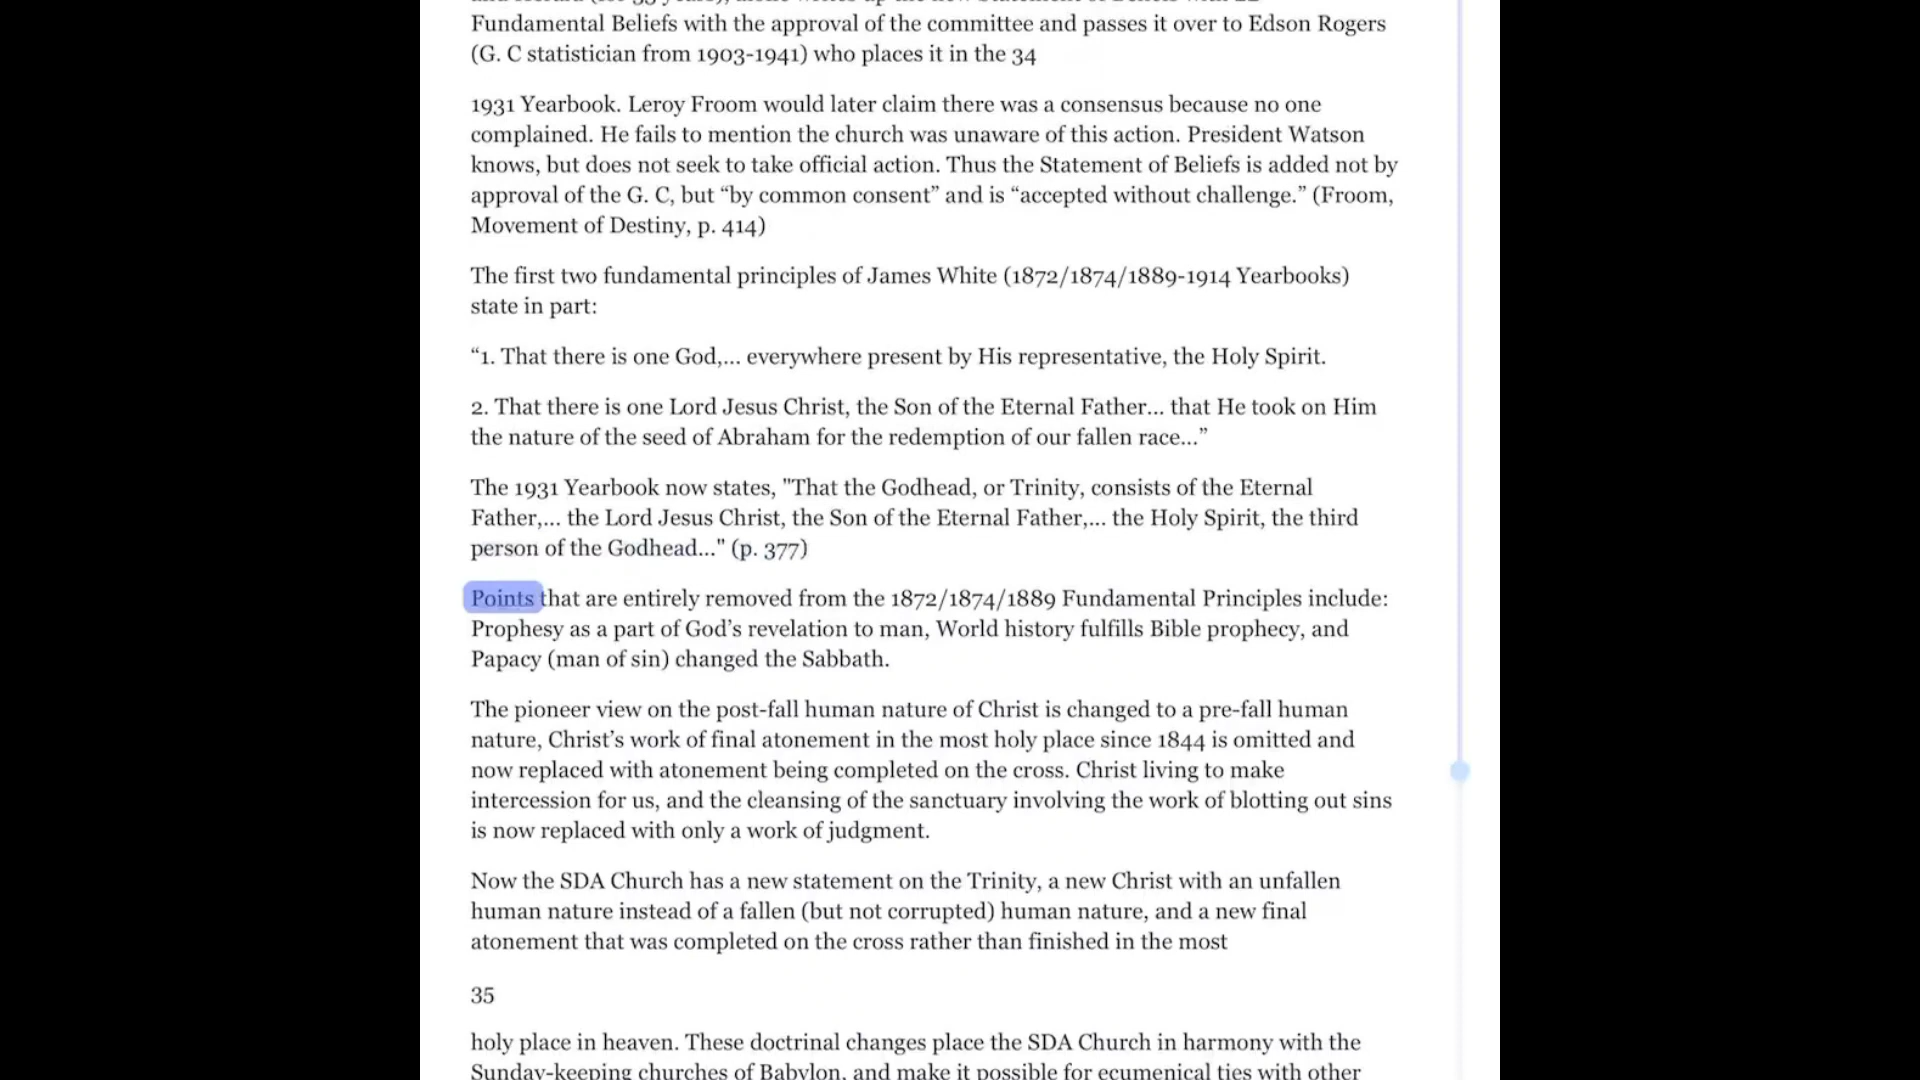 Fundamental Beliefs with the approval of the committee and passes it over to Edson Rogers
(G. C statistician from 1903-1941) who places it in the 34
1931 Yearbook. Leroy Froom would later claim there was a consensus because no one
complained. He fails to mention the church was unaware of this action. President Watson
knows, but does not seek to take official action. Thus the Statement of Beliefs is added not by
approval of the G. C, but “by common consent” and is “accepted without challenge.” (Froom,
Movement of Destiny, p. 414)
The first two fundamental principles of James White (1872/1874/1889-1914 Yearbooks)
state in part:
“1. That there is one God,... everywhere present by His representative, the Holy Spirit.
2. That there is one Lord Jesus Christ, the Son of the Eternal Father... that He took on Him
the nature of the seed of Abraham for the redemption of our fallen race...”
The 1931 Yearbook now states, "That the Godhead, or Trinity, consists of the Eternal
Father,... the Lord Jesus Christ, the Son of the Eternal Father,... the Holy Spirit, the third
person of the Godhead..." (p. 377)
Points that are entirely removed from the 1872/1874/1889 Fundamental Principles include:
Prophesy as a part of God’s revelation to man, World history fulfills Bible prophecy, and
Papacy (man of sin) changed the Sabbath.
The pioneer view on the post-fall human nature of Christ is changed to a pre-fall human
nature, Christ’s work of final atonement in the most holy place since 1844 is omitted and
now replaced with atonement being completed on the cross. Christ living to make
intercession for us, and the cleansing of the sanctuary involving the work of blotting out sins
is now replaced with only a work of judgment.
Now the SDA Church has a new statement on the Trinity, a new Christ with an unfallen
human nature instead of a fallen (but not corrupted) human nature, and a new final
atonement that was completed on the cross rather than finished in the most
35
holy place in heaven. These doctrinal changes place the SDA Church in harmony with the
Sunday-keeping churches of Babylon, and make it possible for ecumenical ties with other